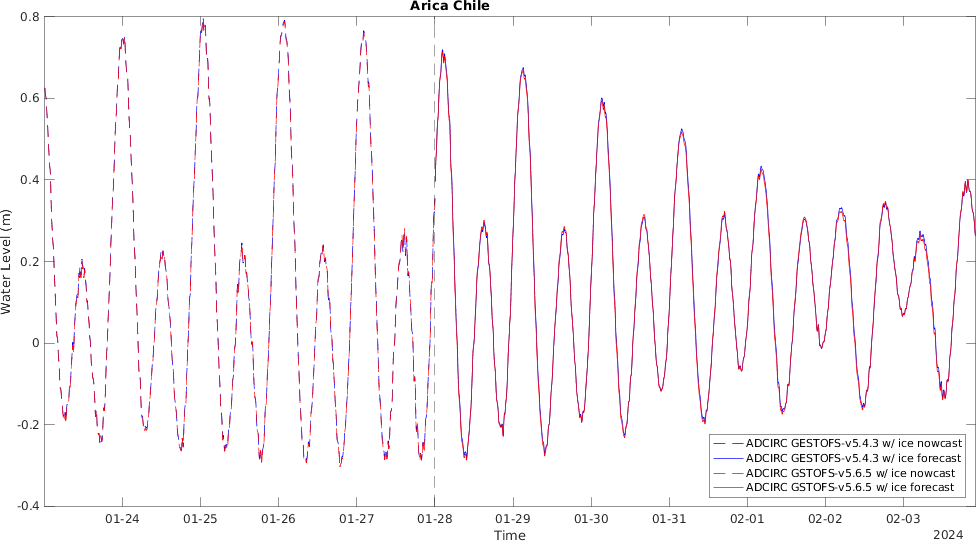 Arica Chile
0.8
0.6
0.4
0.2
0
-0.2
-0.4
Water Level (m)
ADCIRC GESTOFS-v5.4.3 w/ ice nowcast
ADCIRC GESTOFS-v5.4.3 w/ ice forecast
ADCIRC GSTOFS-v5.6.5 w/ ice nowcast
ADCIRC GSTOFS-v5.6.5 w/ ice forecast
01-24 01-25 01-26 01-27 01-28 01-29 01-30 01-31 02-01 02-02 02-03
Time
2024